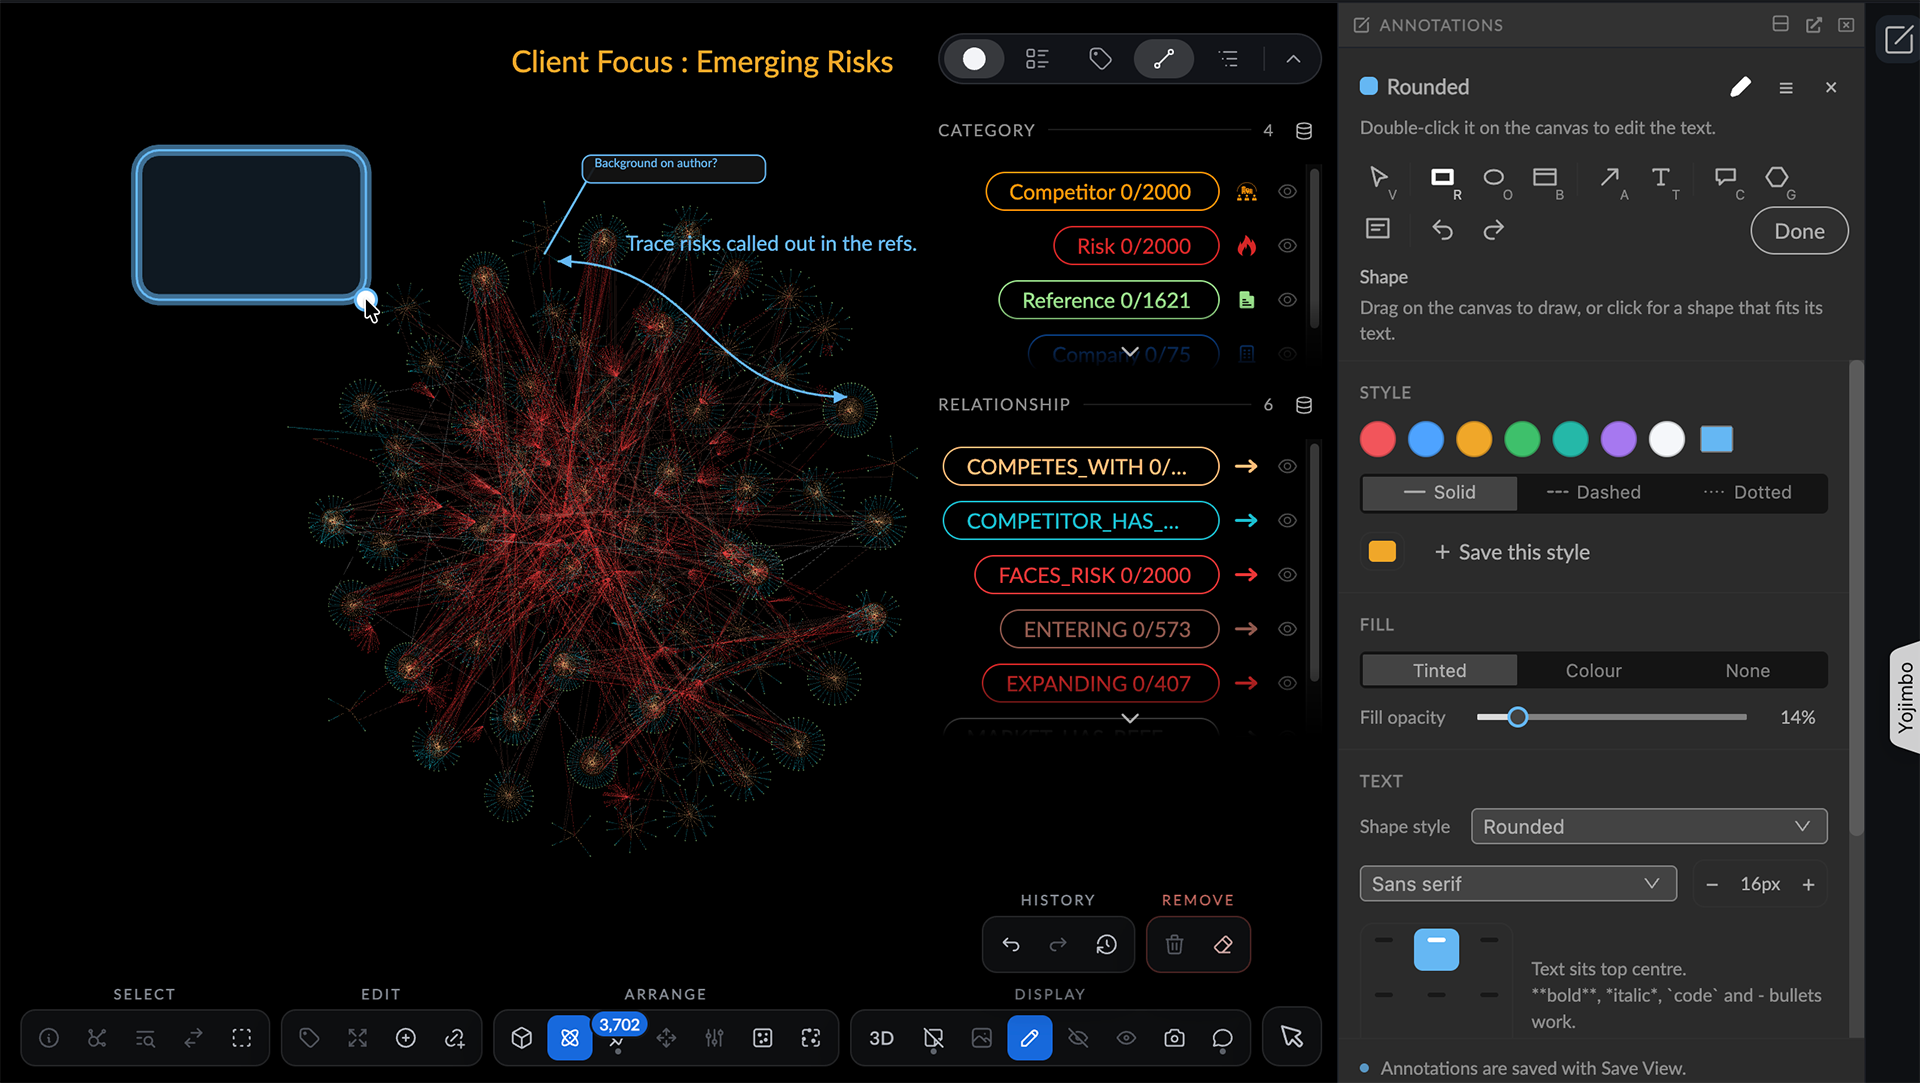 Client Focus : Emerging Risks
Background on author?
Trace risks called out in the refs.
CATEGORY 4
Competitor 0/2000
Risk 0/2000
Reference 0/1621
Company 0/75
RELATIONSHIP 6
COMPETES_WITH 0/...
COMPETITOR_HAS_...
FACES_RISK 0/2000
ENTERING 0/573
EXPANDING 0/407
HISTORY
REMOVE
SELECT
EDIT
ARRANGE
DISPLAY
3,702
3D
ANNOTATIONS
Rounded
Double-click it on the canvas to edit the text.
V
R
O
B
A
T
C
G
Done
Shape
Drag on the canvas to draw, or click for a shape that fits its
text.
STYLE
Solid
Dashed
Dotted
+ Save this style
FILL
Tinted
Colour
None
Fill opacity
14%
TEXT
Shape style
Rounded
Sans serif
− 16px +
Text sits top centre.
**bold**, *italic*, `code` and - bullets
work.
Annotations are saved with Save View.
Yojimbo